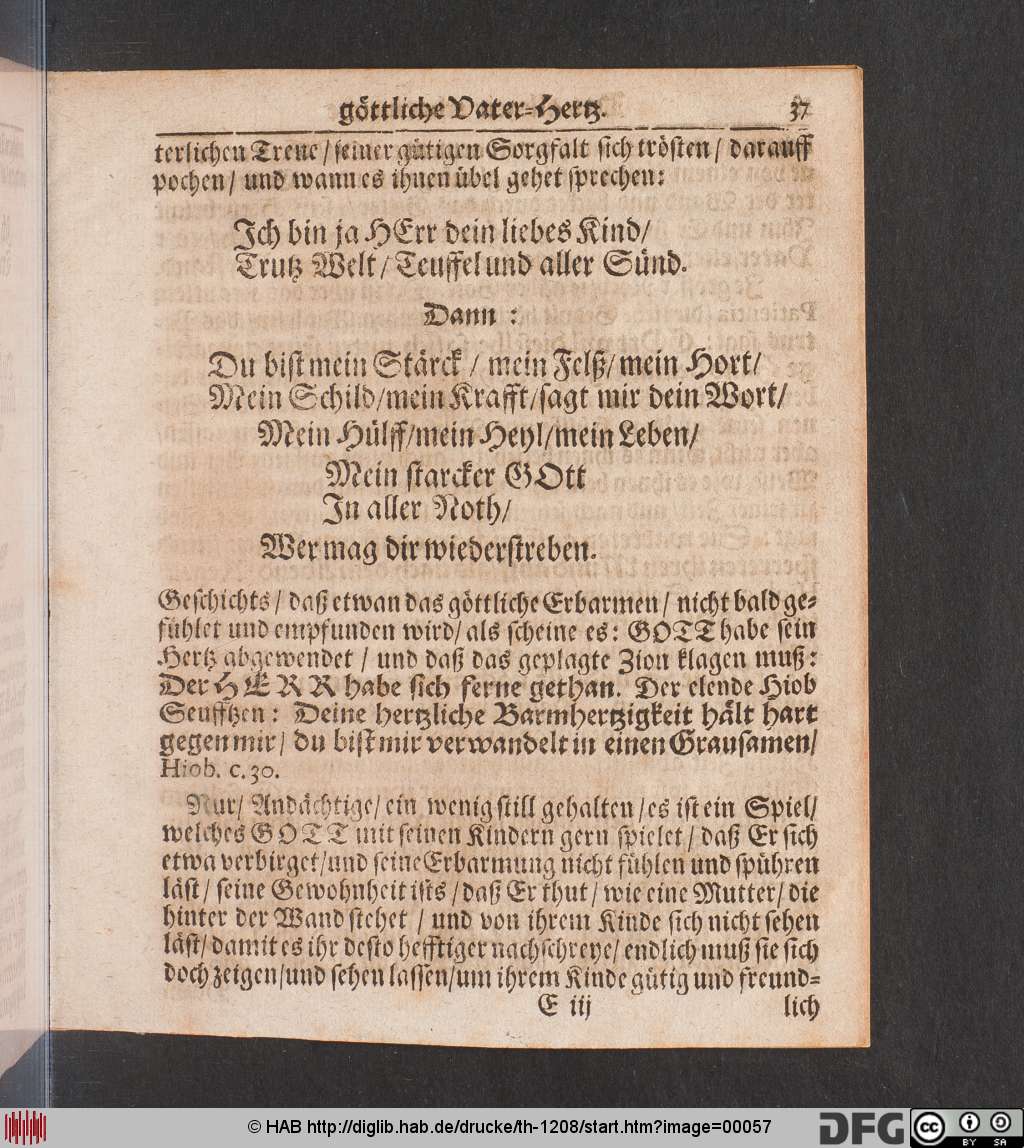 göttliche Vater-Hertz. 37
terlichen Treue / seiner gütigen Sorgfalt sich trösten / darauff
pochen / und wann es ihnen übel gehet sprechen:
Ich bin ja HErr dein liebes Kind /
Trutz Welt / Teuffel und aller Sünd.
Dann :
Du bist mein Stärck / mein Felß / mein Hort /
Mein Schild / mein Krafft / sagt mir dein Wort /
Mein Hülff / mein Heyl / mein Leben /
Mein starcker GOtt
In aller Noth /
Wer mag dir wiederstreben.
Geschichts / daß etwan das göttliche Erbarmen / nicht bald ge-
fühlet und empfunden wird / als scheine es: GOTT habe sein
Hertz abgewendet / und daß das geplagte Zion klagen muß:
Der HERR habe sich ferne gethan. Der elende Hiob
Seufftzen: Deine hertzliche Barmhertzigkeit hält hart
gegen mir / du bist mir verwandelt in einen Grausamen /
Hiob. c. 30.
Nur / Andächtige / ein wenig still gehalten / es ist ein Spiel /
welches GOTT mit seinen Kindern gern spielet / daß Er sich
etwa verbirget / und seine Erbarmung nicht fühlen und spühren
läst / seine Gewohnheit ists / daß Er thut / wie eine Mutter / die
hinter der Wand stehet / und von ihrem Kinde sich nicht sehen
läst / damit es ihr desto hefftiger nachschreye / endlich muß sie sich
doch zeigen / und sehen lassen / um ihrem Kinde gütig und freund-
E iij lich
© HAB http://diglib.hab.de/drucke/th-1208/start.htm?image=00057
DFG cc BY SA